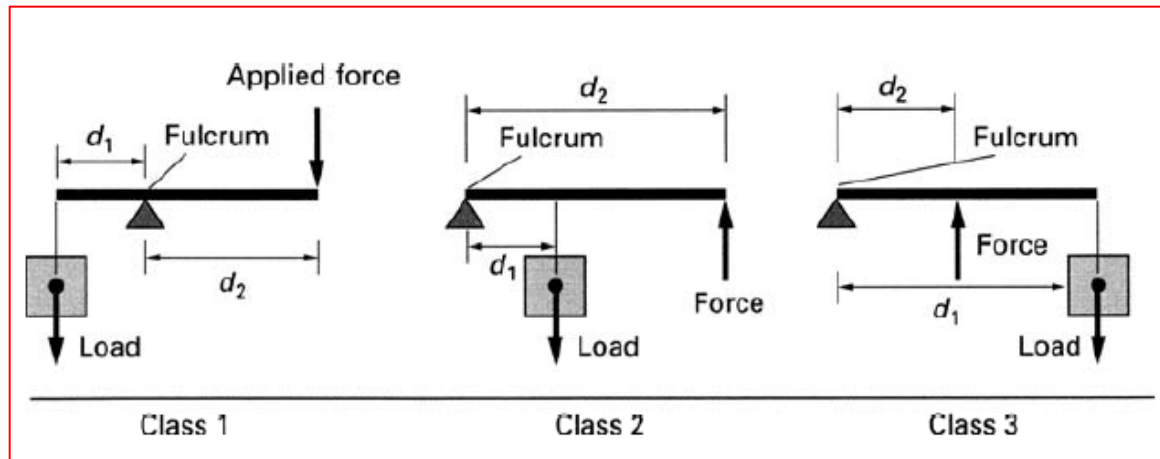 Applied force
d₁
Fulcrum
d₂
Load
Class 1
d₂
Fulcrum
d₁
Load
Force
Class 2
d₂
Fulcrum
Force
d₁
Load
Class 3